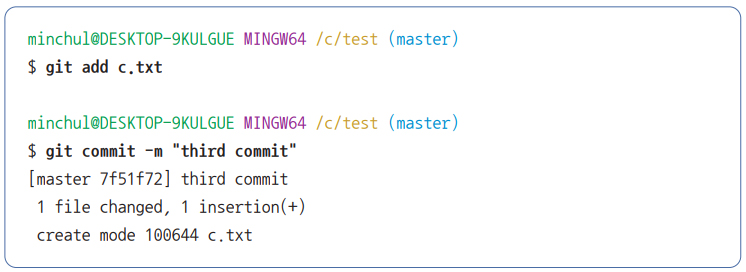 minchul@DESKTOP-9KULGUE MINGW64 /c/test (master)
$ git add c.txt
minchul@DESKTOP-9KULGUE MINGW64 /c/test (master)
$ git commit -m "third commit"
[master 7f51f72] third commit
1 file changed, 1 insertion(+)
create mode 100644 c.txt